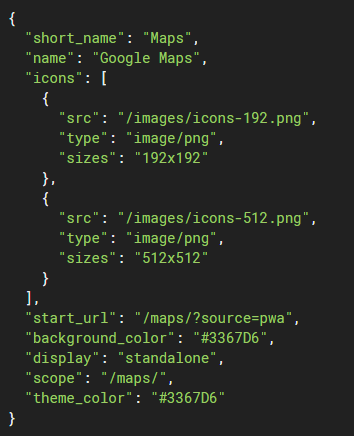 {
  "short_name": "Maps",
  "name": "Google Maps",
  "icons": [
    {
      "src": "/images/icons-192.png",
      "type": "image/png",
      "sizes": "192x192"
    },
    {
      "src": "/images/icons-512.png",
      "type": "image/png",
      "sizes": "512x512"
    }
  ],
  "start_url": "/maps/?source=pwa",
  "background_color": "#3367D6",
  "display": "standalone",
  "scope": "/maps/",
  "theme_color": "#3367D6"
}